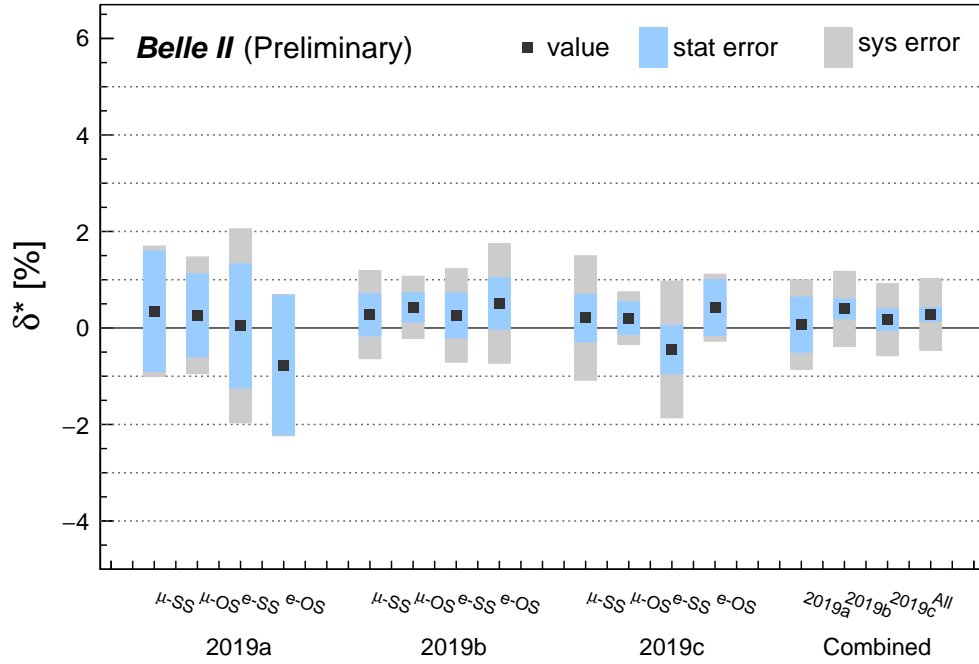 Belle II (Preliminary)
value
stat error
sys error
δ* [%]
6
4
2
0
−2
−4
μ-SS μ-OS e-SS e-OS
μ-SS μ-OS e-SS e-OS
μ-SS μ-OS e-SS e-OS
2019a 2019b 2019c All
2019a 2019b 2019c Combined